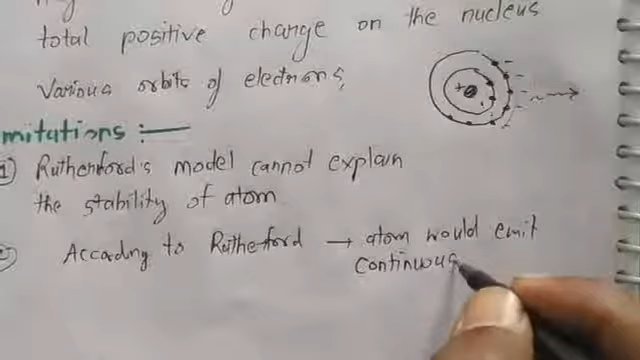 total positive change on the nucleus
Various orbits of electrons,
mitations :—
1) Rutherford's model cannot explain
the stability of atom
According to Rutherford → atom would emit
continuous